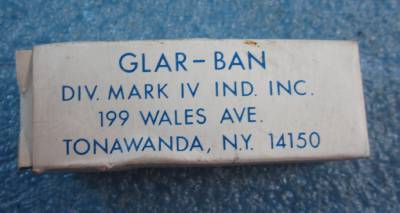 GLAR-BAN
DIV. MARK IV IND. INC.
199 WALES AVE.
TONAWANDA, N.Y. 14150